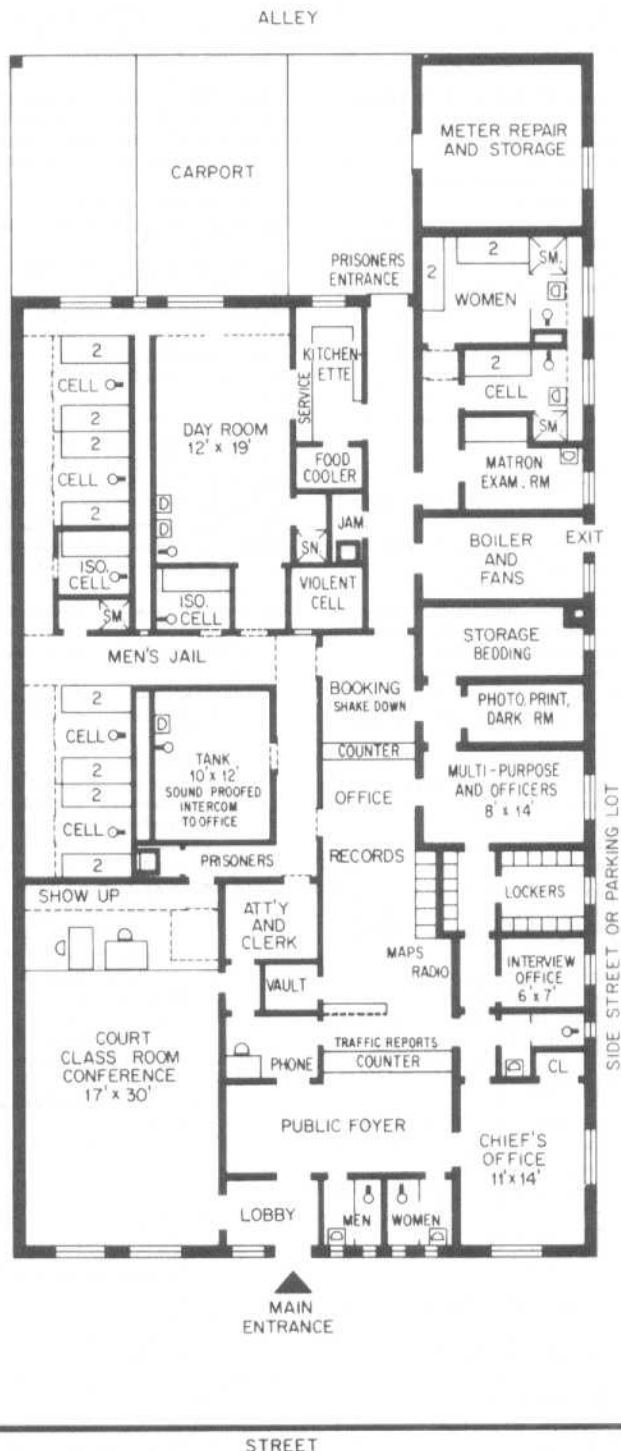 ALLEY
METER REPAIR
AND STORAGE
CARPORT
PRISONERS
ENTRANCE
2
2
SM.
WOMEN
KITCHEN-
ETTE
SERVICE
2
CELL
2
2
CELL
DAY ROOM
12' x 19'
2
SM
CELL
FOOD
COOLER
MATRON
EXAM. RM
2
D
D
JAM.
ISO.
CELL
SN
BOILER
AND
FANS
EXIT
ISO.
CELL
VIOLENT
CELL
SM
STORAGE
BEDDING
MEN'S JAIL
BOOKING
SHAKE DOWN
PHOTO, PRINT,
DARK RM
2
D
CELL
COUNTER
TANK
10' x 12'
SOUND PROOFED
INTERCOM
TO OFFICE
MULTI-PURPOSE
AND OFFICERS
8' x 14'
2
2
OFFICE
CELL
RECORDS
2
PRISONERS
SHOW UP
LOCKERS
ATT'Y
AND
CLERK
MAPS
RADIO
INTERVIEW
OFFICE
6' x 7'
VAULT
COURT
CLASS ROOM
CONFERENCE
17' x 30'
TRAFFIC REPORTS
COUNTER
PHONE
CL.
PUBLIC FOYER
CHIEF'S
OFFICE
11' x 14'
SIDE STREET OR PARKING LOT
LOBBY
MEN
WOMEN
MAIN
ENTRANCE
STREET